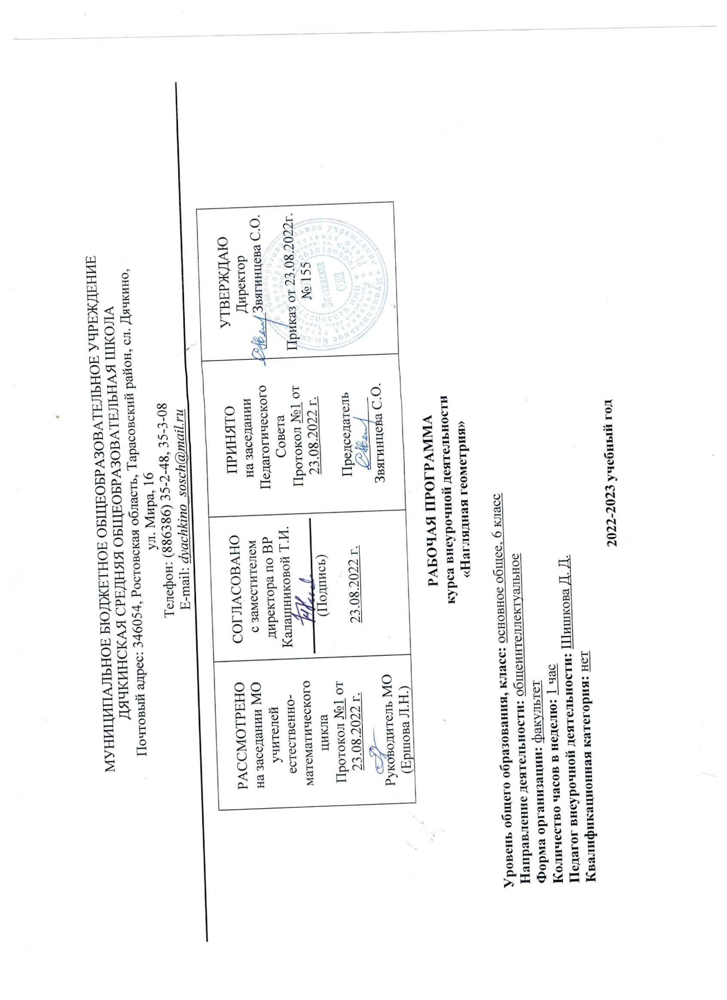 МУНИЦИПАЛЬНОЕ БЮДЖЕТНОЕ ОБЩЕОБРАЗОВАТЕЛЬНОЕ УЧРЕЖДЕНИЕ
ДЯЧКИНСКАЯ СРЕДНЯЯ ОБЩЕОБРАЗОВАТЕЛЬНАЯ ШКОЛА
Почтовый адрес: 346054, Ростовская область, Тарасовский район, сл. Дячкино,
ул. Мира, 16
Телефон: (886386) 35-2-48, 35-3-08
E-mail: dyachkino_sosch@mail.ru
РАССМОТРЕНО
на заседании МО
учителей
естественно-
математического
цикла
Протокол №1 от
23.08.2022 г.
Руководитель МО
(Ершова Л.Н.)
СОГЛАСОВАНО
с заместителем
директора по ВР
Калашниковой Т.И.
(Подпись)
23.08.2022 г.
ПРИНЯТО
на заседании
Педагогического
Совета
Протокол №1 от
23.08.2022 г.
Председатель
Звягинцева С.О.
УТВЕРЖДАЮ
Директор
Звягинцева С.О.
Приказ от 23.08.2022г.
№155
Дячкинская
СОШ
РАБОЧАЯ ПРОГРАММА
курса внеурочной деятельности
«Наглядная геометрия»
Уровень общего образования, класс: основное общее, 6 класс
Направление деятельности: общеинтеллектуальное
Форма организации: факультет
Количество часов в неделю: 1 час
Педагог внеурочной деятельности: Шишкова Д. Д.
Квалификационная категория: нет
2022-2023 учебный год